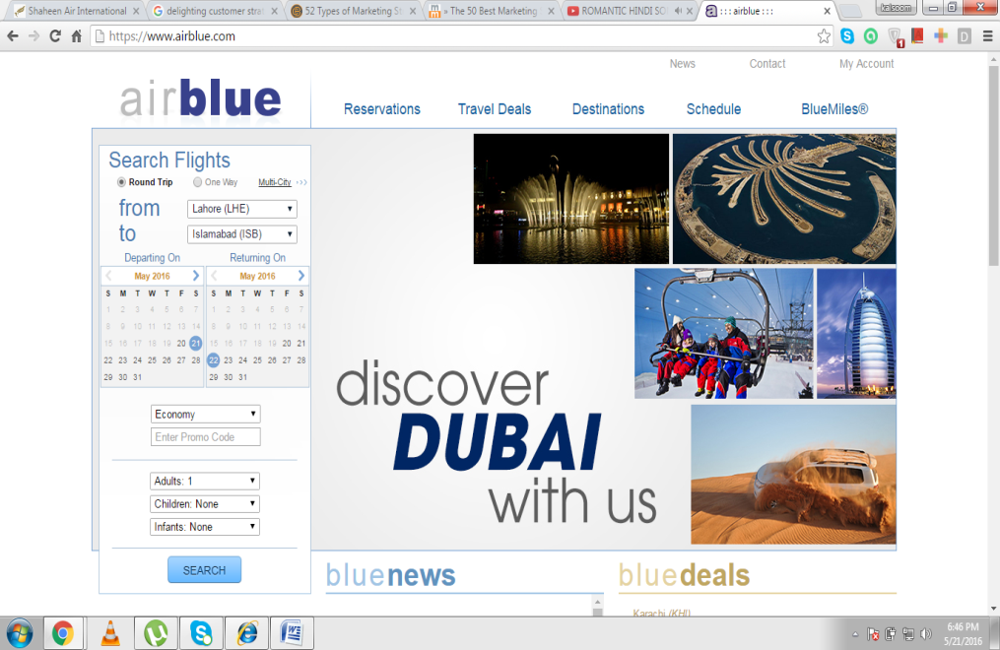 Shaheen Air International
delighting customer strat
52 Types of Marketing St
» The 50 Best Marketing
ROMANTIC HINDI SO
: : : airblue : : :
kalsoom
https://www.airblue.com
1
D
News Contact My Account
airblue
Reservations Travel Deals Destinations Schedule BlueMiles®
Search Flights
Round Trip One Way Multi-City
from Lahore (LHE)
to Islamabad (ISB)
Departing On Returning On
May 2016 May 2016
S M T W T F S S M T W T F S
1 2 3 4 5 6 7 1 2 3 4 5 6 7
8 9 10 11 12 13 14 8 9 10 11 12 13 14
15 16 17 18 19 20 21 15 16 17 18 19 20 21
22 23 24 25 26 27 28 22 23 24 25 26 27 28
29 30 31 29 30 31
Economy
Enter Promo Code
Adults: 1
Children: None
Infants: None
SEARCH
discover
DUBAI
with us
bluenews bluedeals
Karachi (KHI)
6:46 PM
5/21/2016